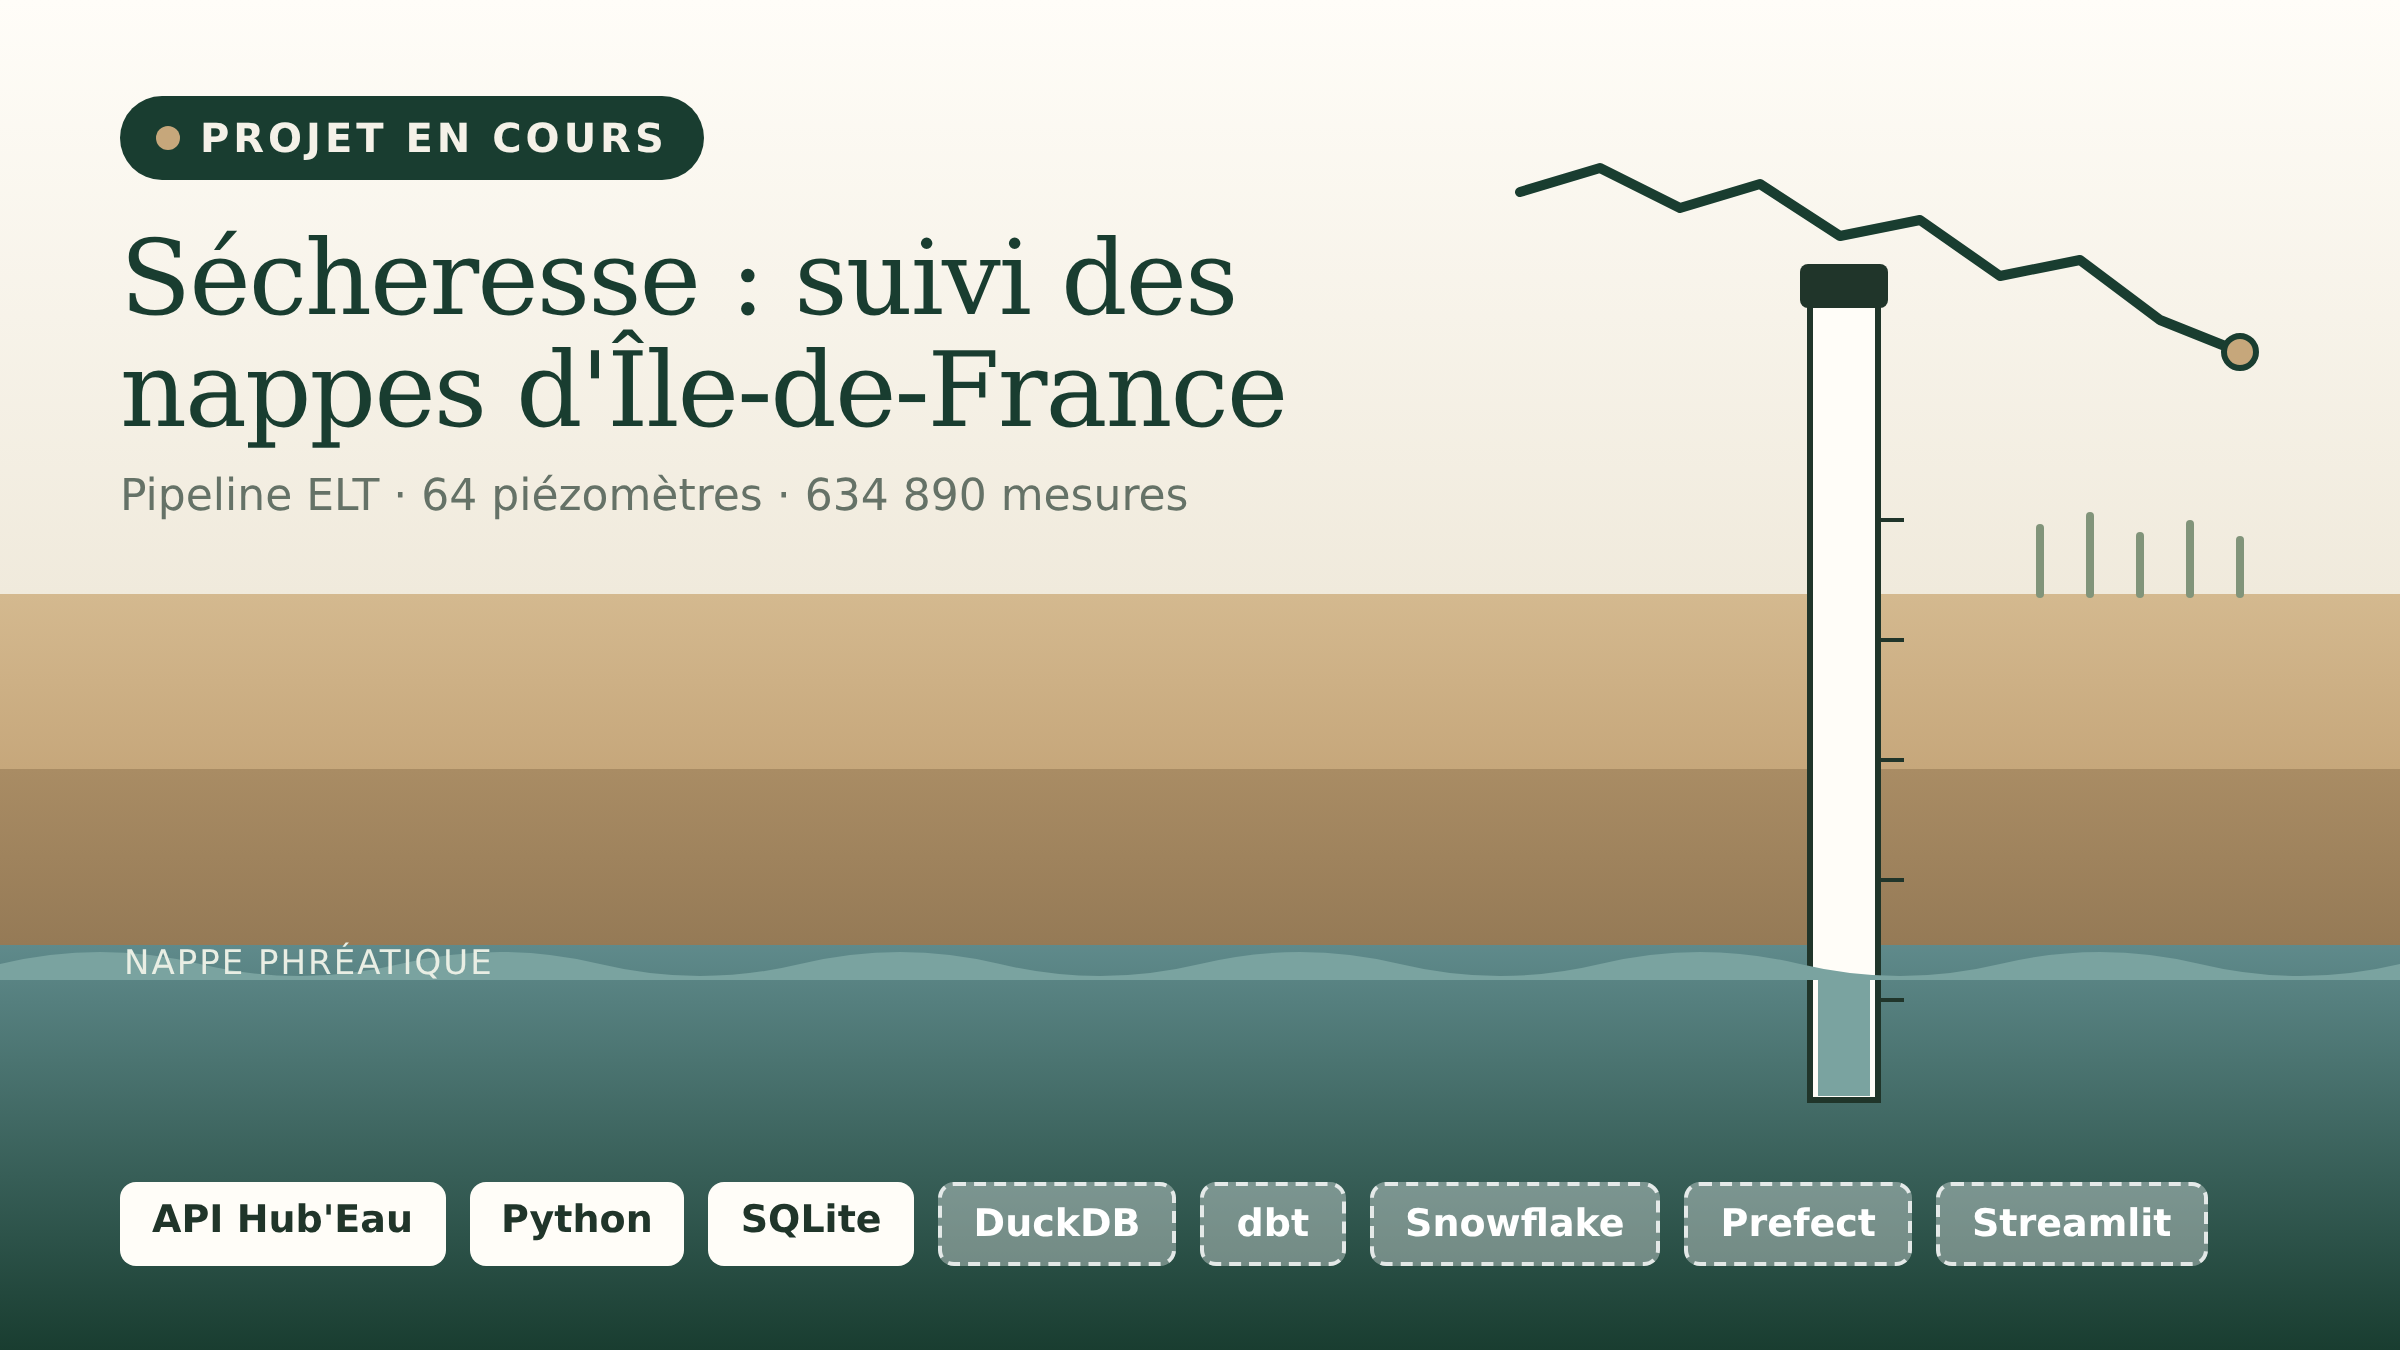 PROJET EN COURS
Sécheresse : suivi des
nappes d'Île-de-France
Pipeline ELT · 64 piézomètres · 634 890 mesures
NAPPE PHRÉATIQUE
API Hub'Eau Python SQLite DuckDB dbt Snowflake Prefect Streamlit